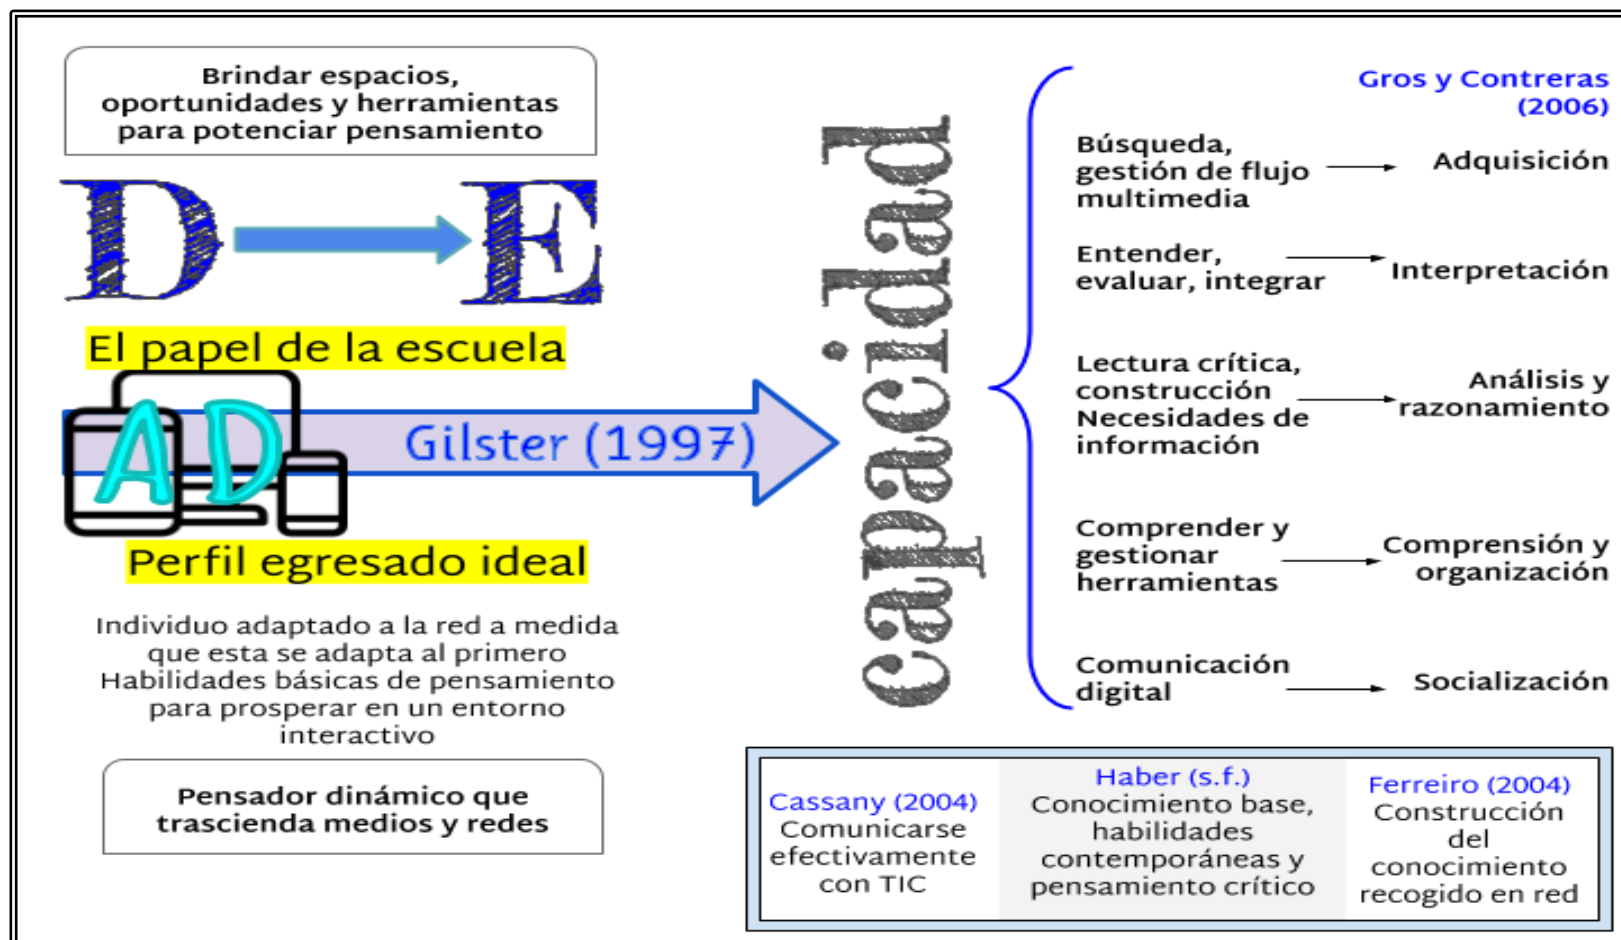 Brindar espacios,
oportunidades y herramientas
para potenciar pensamiento
D E
El papel de la escuela
AD
Gilster (1997)
Perfil egresado ideal
Individuo adaptado a la red a medida
que esta se adapta al primero
Habilidades básicas de pensamiento
para prosperar en un entorno
interactivo
Pensador dinámico que
trascienda medios y redes
capacidad
Gros y Contreras
(2006)
Búsqueda,
gestión de flujo
multimedia
Adquisición
Entender,
evaluar, integrar
Interpretación
Lectura crítica,
construcción
Necesidades de
información
Análisis y
razonamiento
Comprender y
gestionar
herramientas
Comprensión y
organización
Comunicación
digital
Socialización
Cassany (2004)
Comunicarse
efectivamente
con TIC
Haber (s.f.)
Conocimiento base,
habilidades
contemporáneas y
pensamiento crítico
Ferreiro (2004)
Construcción
del
conocimiento
recogido en red